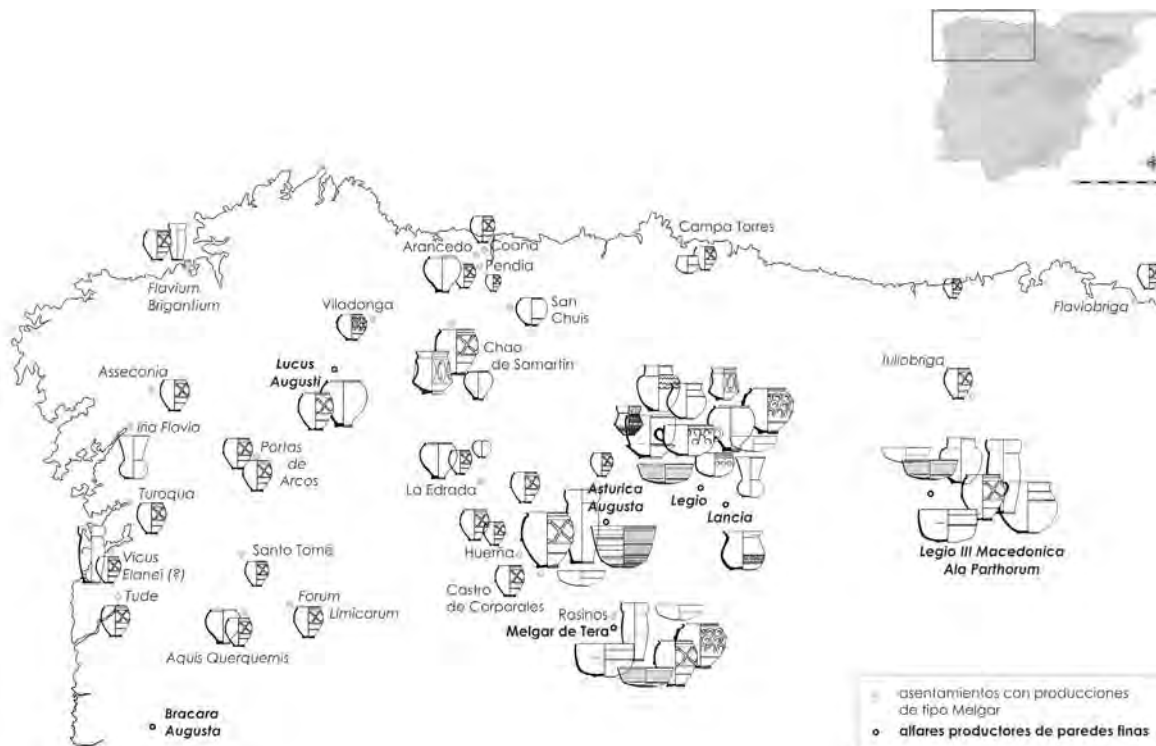 Campa Torres
Arancedo
Coaña
Pendia
Flavium
Brigantium
Flaviobriga
Viladonga
San
Chuis
Chao
de Samartín
Lucus
Augusti
Iuliobriga
Asseconia
Iria Flavia
Portas
de
Arcos
La Edrada
Asturica
Augusta
Legio
Lancia
Turoqua
Legio III Macedonica
Ala Parthorum
Santo Tomé
Huerña
Vicus
Elanei (?)
Castro
de Corporales
Tude
Forum
Limicorum
Rosinos
Melgar de Tera
Aquis Querquernis
Bracara
Augusta
asentamientos con producciones
de tipo Melgar
alfares productores de paredes finas